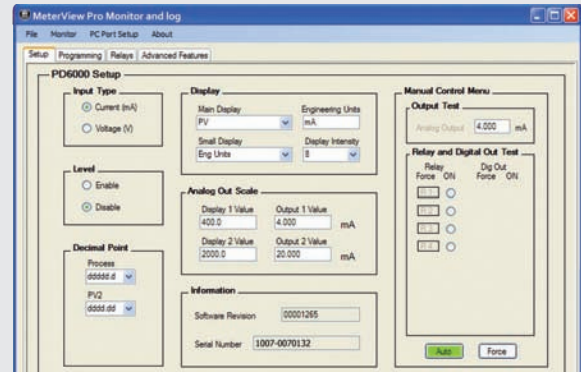 MeterView Pro Monitor and log
File Monitor PC Port Setup About
Setup Programming Relays Advanced Features
PD6000 Setup
Input Type
Current (mA)
Voltage (V)
Level
Enable
Disable
Decimal Point
Process
ddddd.d
PV2
dddd.dd
Display
Main Display Engineering Units
PV mA
Small Display Display Intensity
Eng Units 8
Analog Out Scale
Display 1 Value Output 1 Value
400.0 4.000 mA
Display 2 Value Output 2 Value
2000.0 20.000 mA
Information
Software Revision 00001265
Serial Number 1007-0070132
Manual Control Menu
Output Test
Analog Output 4.000 mA
Relay and Digital Out Test
Relay Dig Out
Force ON Force ON
R 1
R 2
R 3
R 4
Auto Force